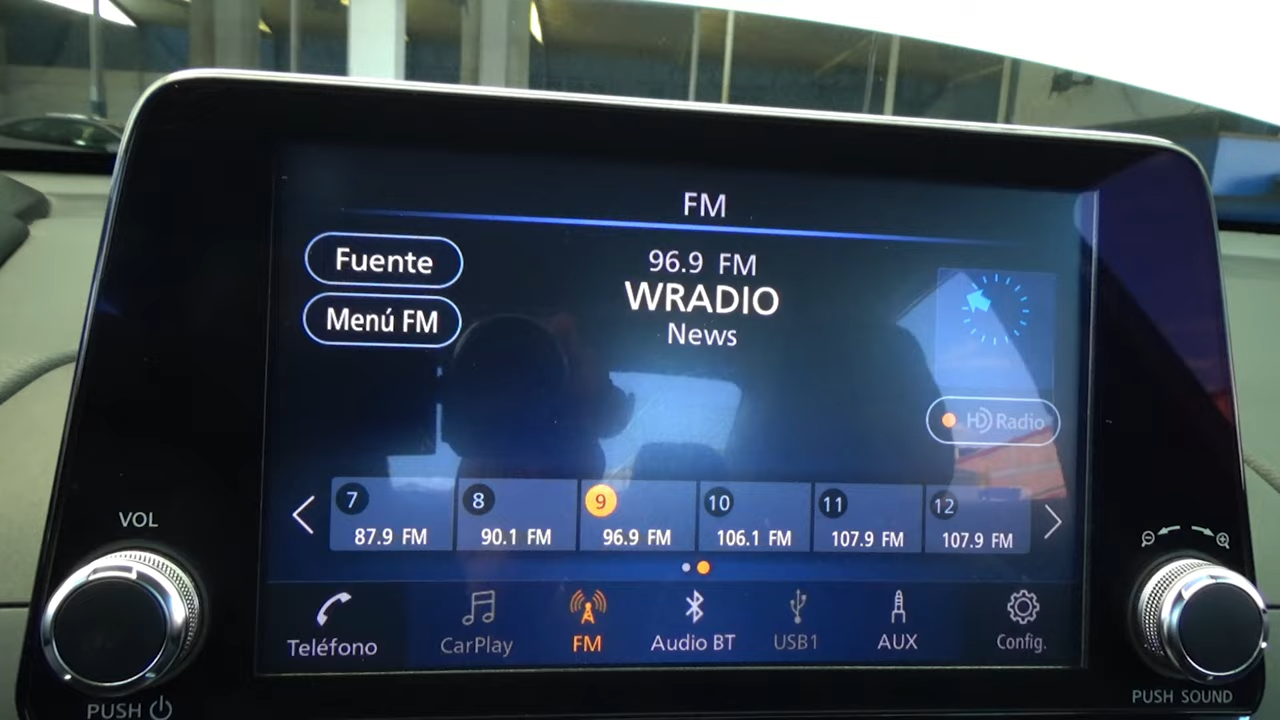 FM
Fuente
Menú FM
96.9 FM
WRADIO
News
HD Radio
7
87.9 FM
8
90.1 FM
9
96.9 FM
10
106.1 FM
11
107.9 FM
12
107.9 FM
Teléfono
CarPlay
FM
Audio BT
USB1
AUX
Config.
VOL
PUSH
PUSH SOUND